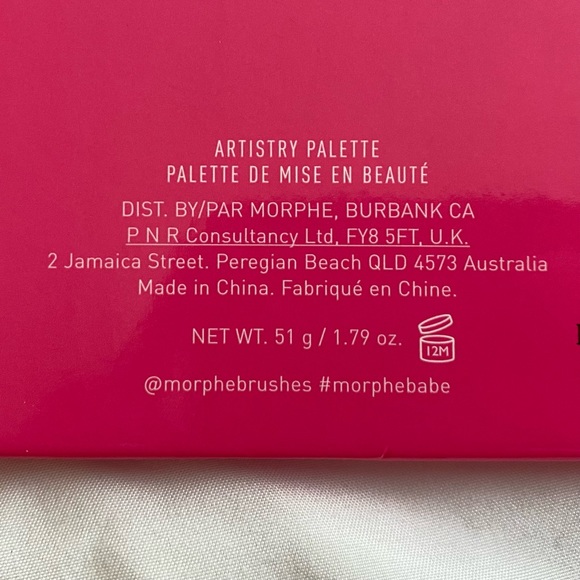 ARTISTRY PALETTE
PALETTE DE MISE EN BEAUTÉ
DIST. BY/PAR MORPHE, BURBANK CA
P N R Consultancy Ltd, FY8 5FT, U.K.
2 Jamaica Street. Peregian Beach QLD 4573 Australia
Made in China. Fabriqué en Chine.
NET WT. 51 g / 1.79 oz. 12M
@morphebrushes #morphebabe